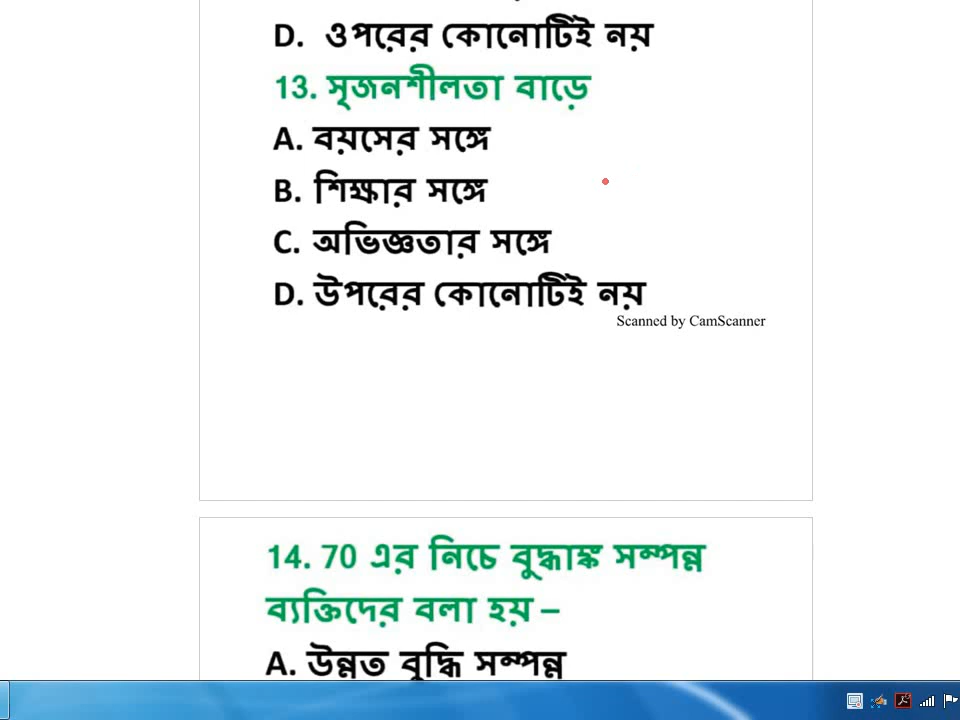 D. ওপরের কোনোটিই নয়
13. সৃজনশীলতা বাড়ে
A. বয়সের সঙ্গে
B. শিক্ষার সঙ্গে
C. অভিজ্ঞতার সঙ্গে
D. উপরের কোনোটিই নয়
Scanned by CamScanner
14. 70 এর নিচে বুদ্ধাঙ্ক সম্পন্ন
ব্যক্তিদের বলা হয় –
A. উন্নত বুদ্ধি সম্পন্ন